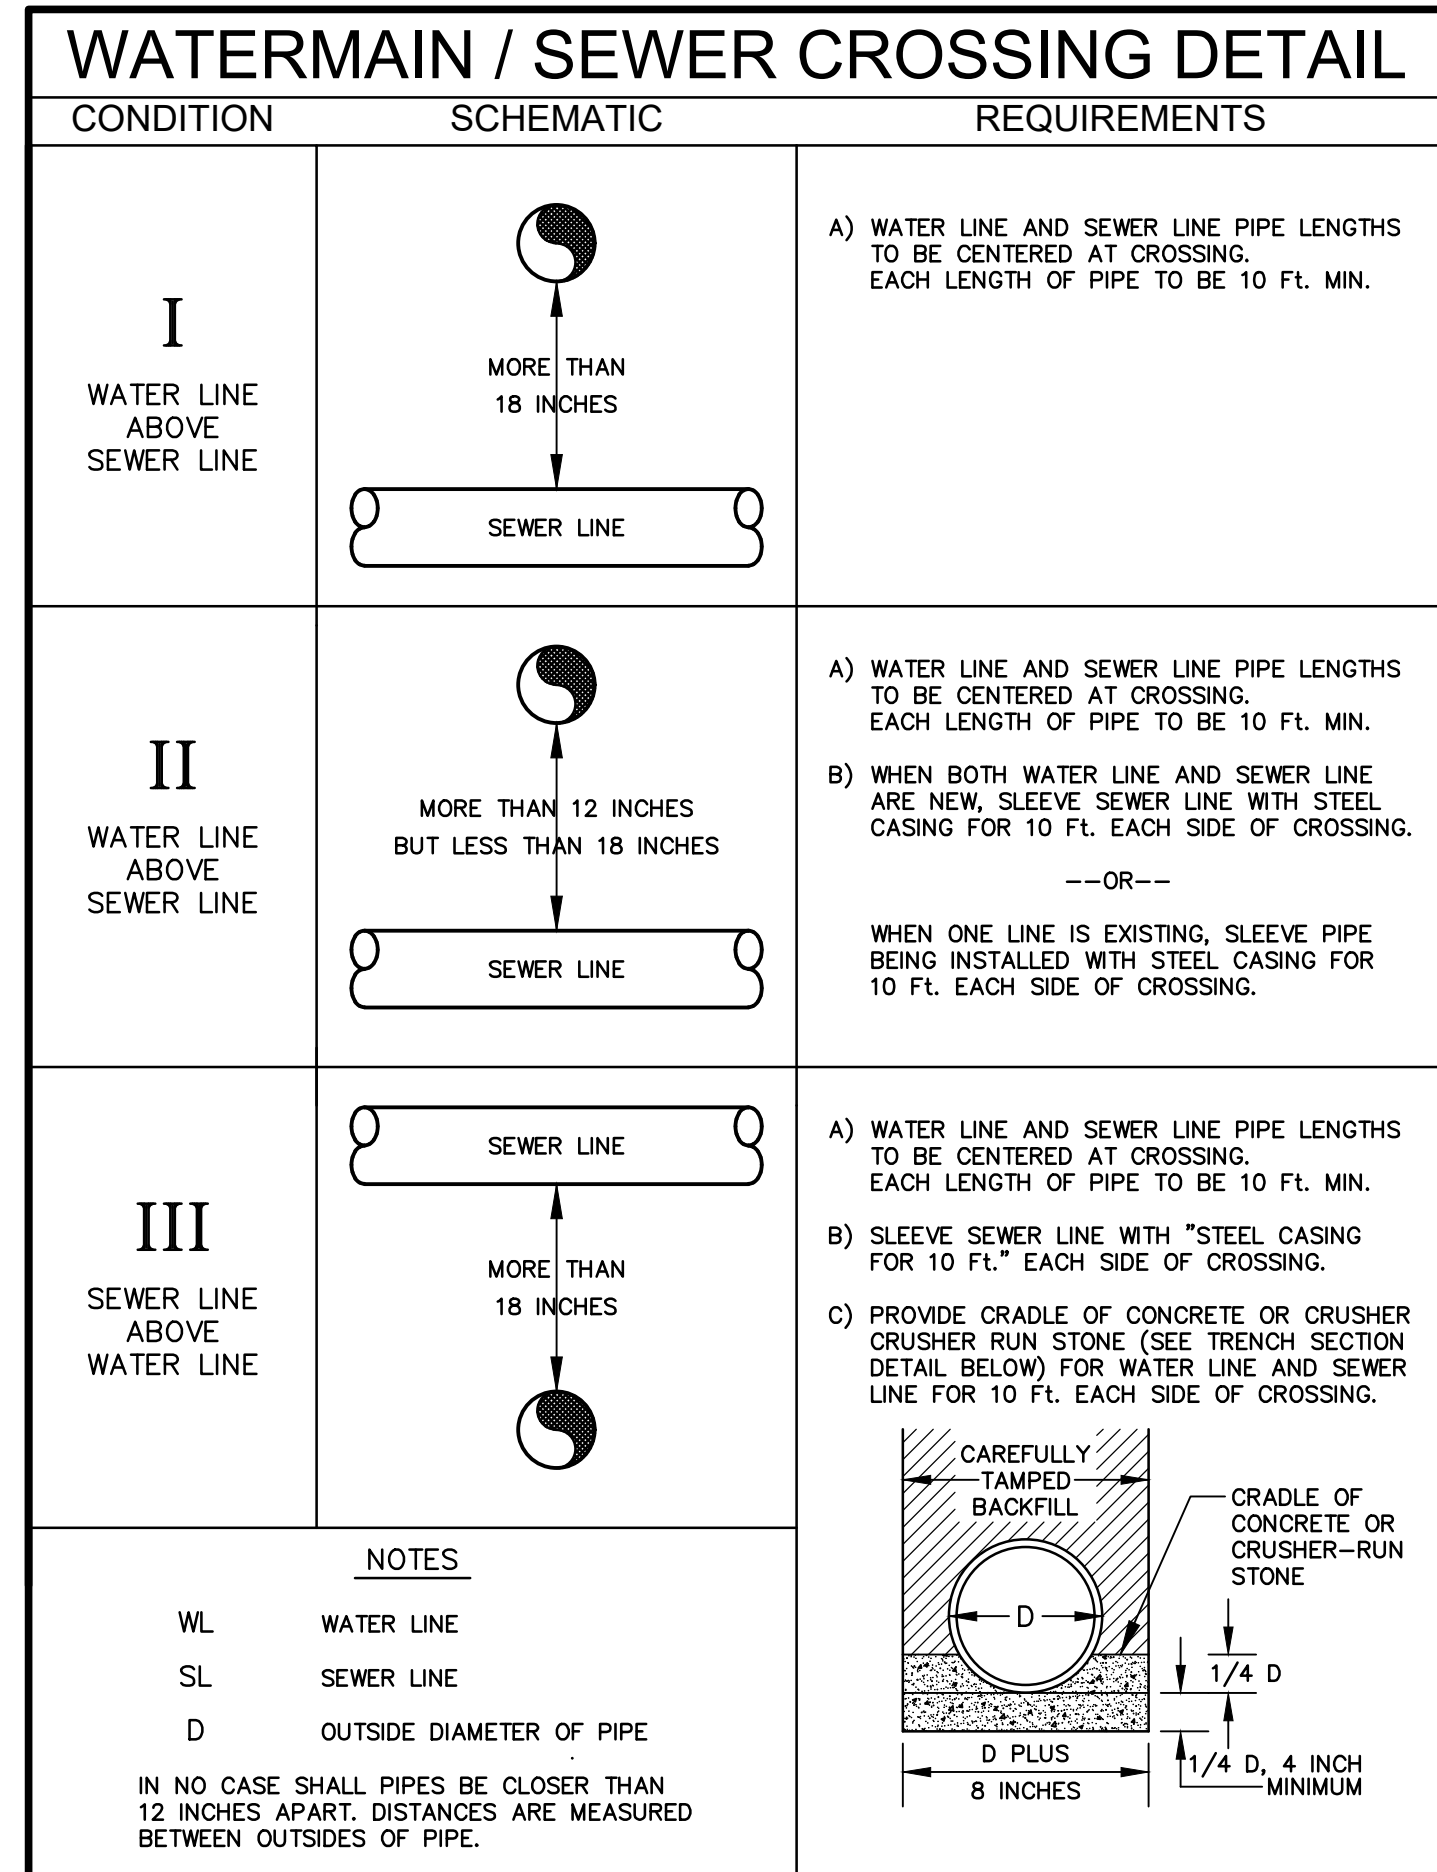 WATERMAIN / SEWER CROSSING DETAIL
CONDITION
SCHEMATIC
REQUIREMENTS
I
WATER LINE
ABOVE
SEWER LINE
MORE THAN
18 INCHES
SEWER LINE
A) WATER LINE AND SEWER LINE PIPE LENGTHS
TO BE CENTERED AT CROSSING.
EACH LENGTH OF PIPE TO BE 10 Ft. MIN.
II
WATER LINE
ABOVE
SEWER LINE
MORE THAN 12 INCHES
BUT LESS THAN 18 INCHES
SEWER LINE
A) WATER LINE AND SEWER LINE PIPE LENGTHS
TO BE CENTERED AT CROSSING.
EACH LENGTH OF PIPE TO BE 10 Ft. MIN.
B) WHEN BOTH WATER LINE AND SEWER LINE
ARE NEW, SLEEVE SEWER LINE WITH STEEL
CASING FOR 10 Ft. EACH SIDE OF CROSSING.
--OR--
WHEN ONE LINE IS EXISTING, SLEEVE PIPE
BEING INSTALLED WITH STEEL CASING FOR
10 Ft. EACH SIDE OF CROSSING.
III
SEWER LINE
ABOVE
WATER LINE
SEWER LINE
MORE THAN
18 INCHES
A) WATER LINE AND SEWER LINE PIPE LENGTHS
TO BE CENTERED AT CROSSING.
EACH LENGTH OF PIPE TO BE 10 Ft. MIN.
B) SLEEVE SEWER LINE WITH "STEEL CASING
FOR 10 Ft." EACH SIDE OF CROSSING.
C) PROVIDE CRADLE OF CONCRETE OR CRUSHER
CRUSHER RUN STONE (SEE TRENCH SECTION
DETAIL BELOW) FOR WATER LINE AND SEWER
LINE FOR 10 Ft. EACH SIDE OF CROSSING.
CAREFULLY
TAMPED
BACKFILL
CRADLE OF
CONCRETE OR
CRUSHER-RUN
STONE
D
1/4 D
1/4 D, 4 INCH
MINIMUM
D PLUS
8 INCHES
NOTES
WL WATER LINE
SL SEWER LINE
D OUTSIDE DIAMETER OF PIPE
IN NO CASE SHALL PIPES BE CLOSER THAN
12 INCHES APART. DISTANCES ARE MEASURED
BETWEEN OUTSIDES OF PIPE.